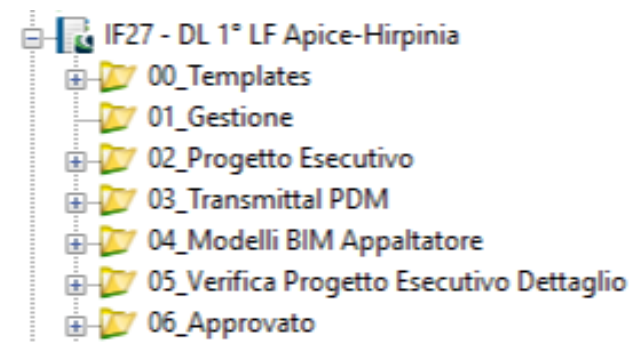 IF27 - DL 1° LF Apice-Hirpinia
00_Templates
01_Gestione
02_Progetto Esecutivo
03_Transmittal PDM
04_Modelli BIM Appaltatore
05_Verifica Progetto Esecutivo Dettaglio
06_Approvato